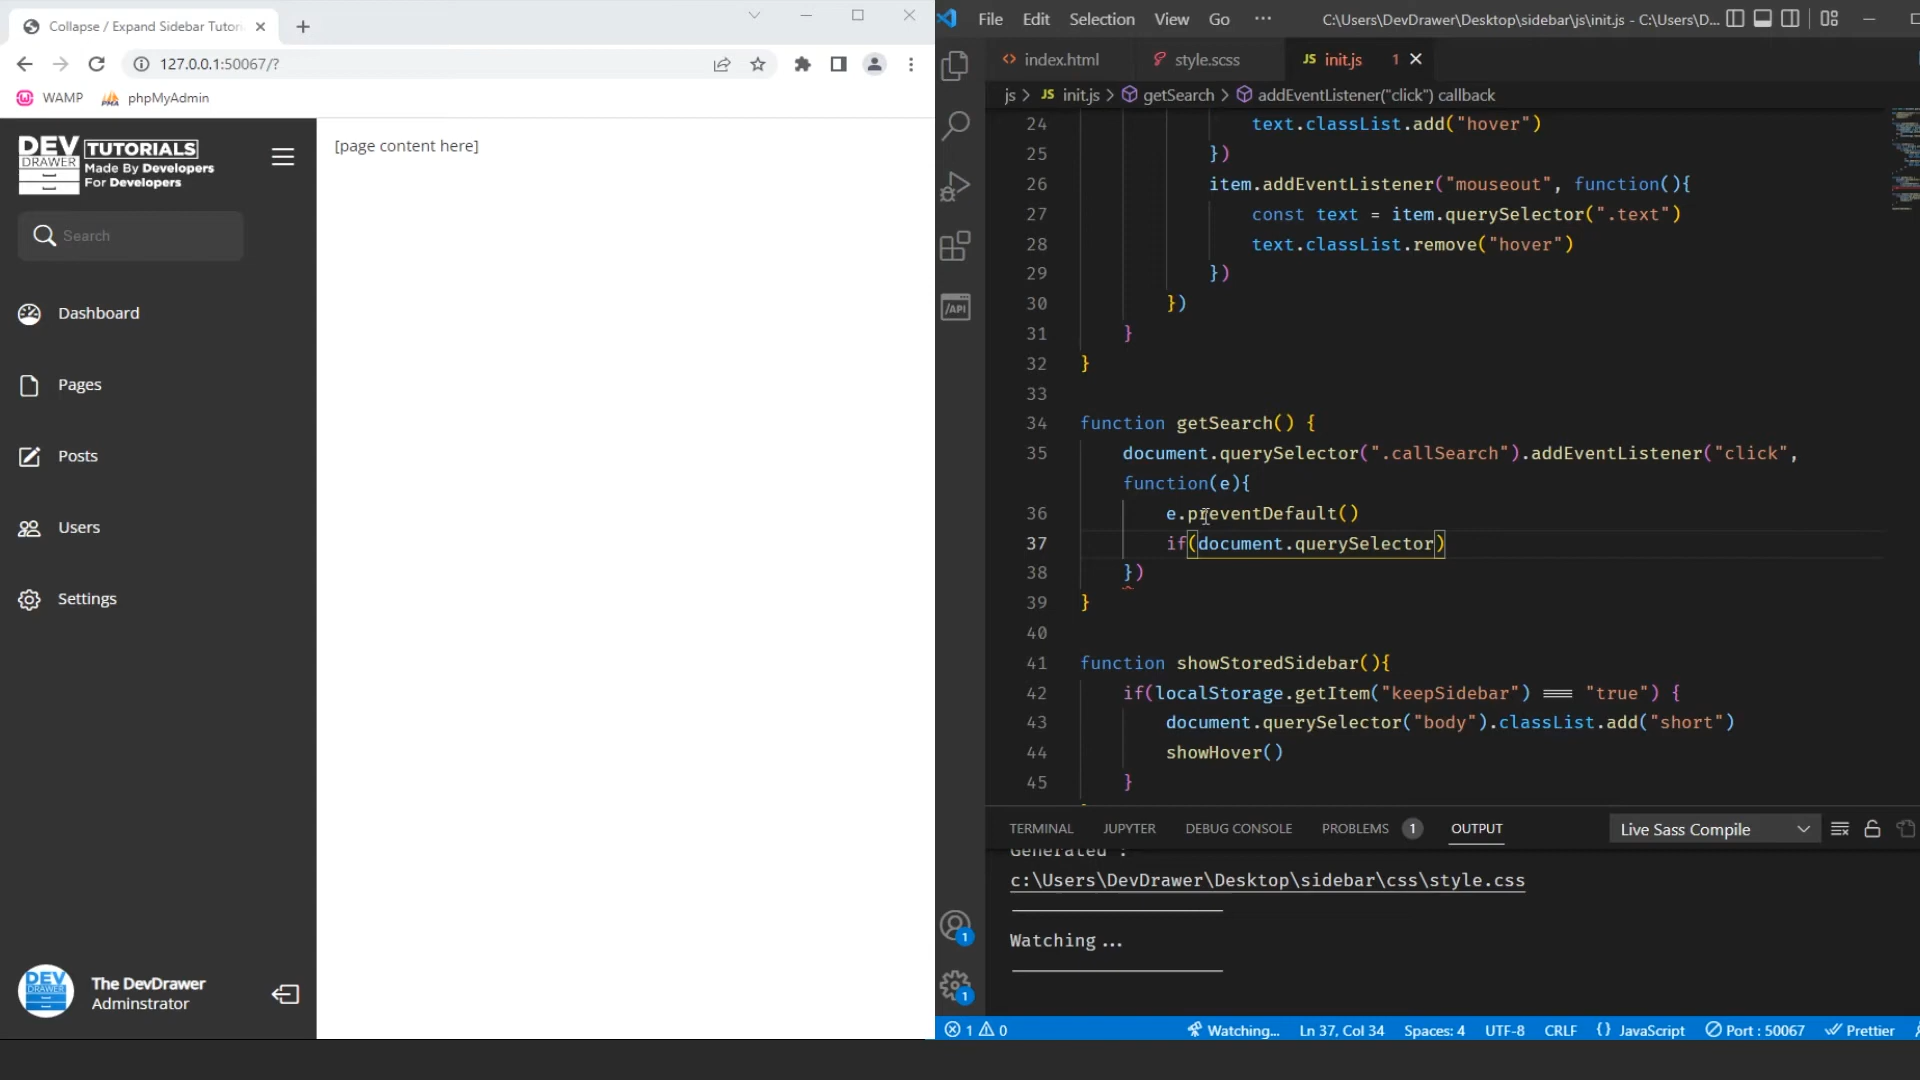 Collapse / Expand Sidebar Tutori
127.0.0.1:50067/?
WAMP
phpMyAdmin
DEV DRAWER
TUTORIALS
Made By Developers
For Developers
Search
Dashboard
Pages
Posts
Users
Settings
DEV DRAWER
The DevDrawer
Adminstrator
[page content here]
File Edit Selection View Go ··· C:\Users\DevDrawer\Desktop\sidebar\js\init.js - C:\Users\D...
<> index.html
style.scss
JS init.js 1
js > JS init.js > getSearch > addEventListener("click") callback
24 text.classList.add("hover")
25 })
26 item.addEventListener("mouseout", function(){
27 const text = item.querySelector(".text")
28 text.classList.remove("hover")
29 })
30 })
31 }
32 }
33
34 function getSearch() {
35 document.querySelector(".callSearch").addEventListener("click",
function(e){
36 e.preventDefault()
37 if(document.querySelector)
38 })
39 }
40
41 function showStoredSidebar(){
42 if(localStorage.getItem("keepSidebar") === "true") {
43 document.querySelector("body").classList.add("short")
44 showHover()
45 }
/API
TERMINAL JUPYTER DEBUG CONSOLE PROBLEMS 1 OUTPUT Live Sass Compile
Generated :
c:\Users\DevDrawer\Desktop\sidebar\css\style.css
Watching...
1
1
1 0 Watching... Ln 37, Col 34 Spaces: 4 UTF-8 CRLF {} JavaScript Port : 50067 Prettier